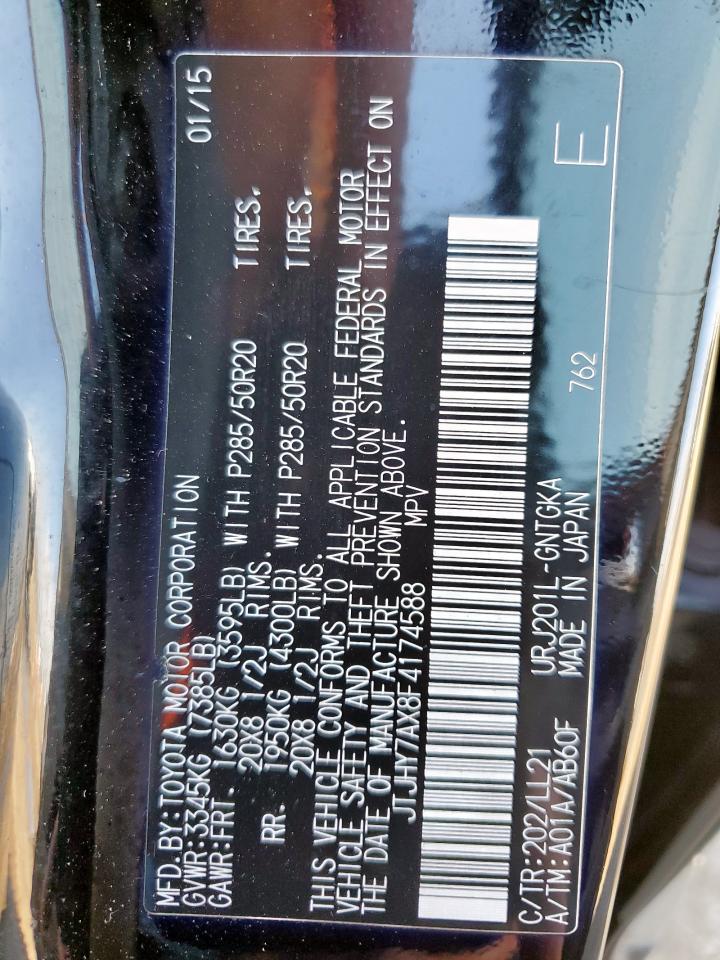 MFD.BY:TOYOTA MOTOR CORPORATION 01/15
GVWR:3345KG (7385LB)
GAWR:FRT. 1630KG (3595LB) WITH P285/50R20 TIRES,
20X8 1/2J RIMS.
RR. 1950KG (4300LB) WITH P285/50R20 TIRES,
20X8 1/2J RIMS.
THIS VEHICLE CONFORMS TO ALL APPLICABLE FEDERAL MOTOR
VEHICLE SAFETY AND THEFT PREVENTION STANDARDS IN EFFECT ON
THE DATE OF MANUFACTURE SHOWN ABOVE.
JTJHY7AX8F4174588 MPV
C/TR:202/LL21 URJ201L-GNTGKA
A/TM:A01A/AB60F MADE IN JAPAN 762 E